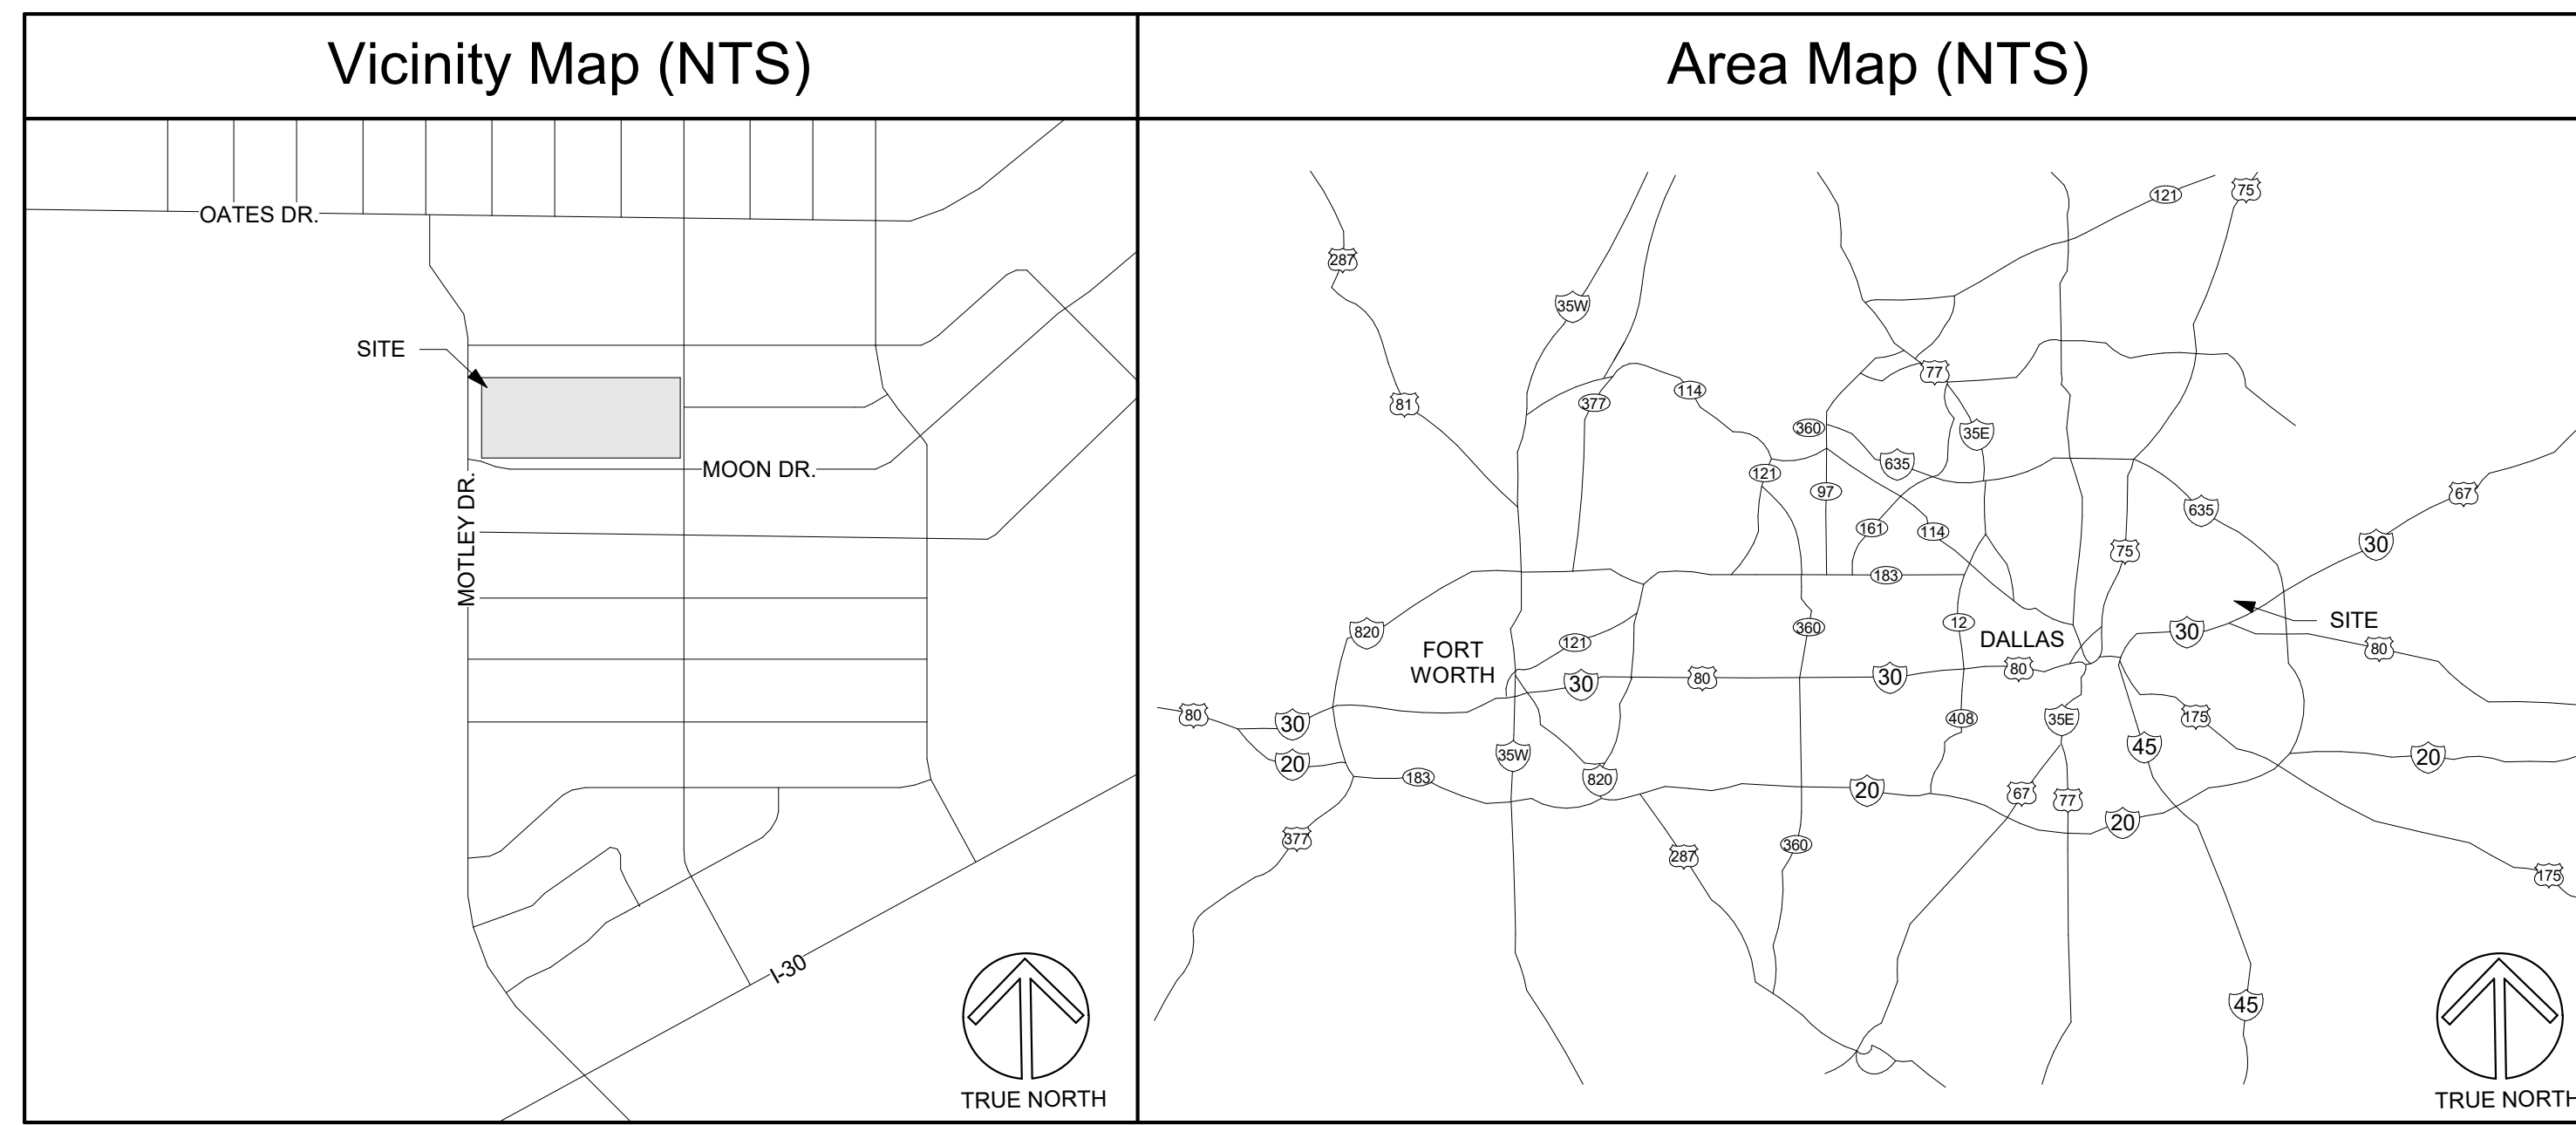 Vicinity Map (NTS)
OATES DR.
SITE
MOON DR.
MOTLEY DR.
I-30
TRUE NORTH
Area Map (NTS)
121
75
287
35W
77
114
377
81
360
35E
635
121
97
67
635
161
114
30
75
183
820
121
360
12
DALLAS
30
SITE
80
FORT
WORTH
30
80
30
80
80
30
408
35E
175
45
20
35W
20
183
820
20
67
77
20
377
287
360
175
45
TRUE NORTH